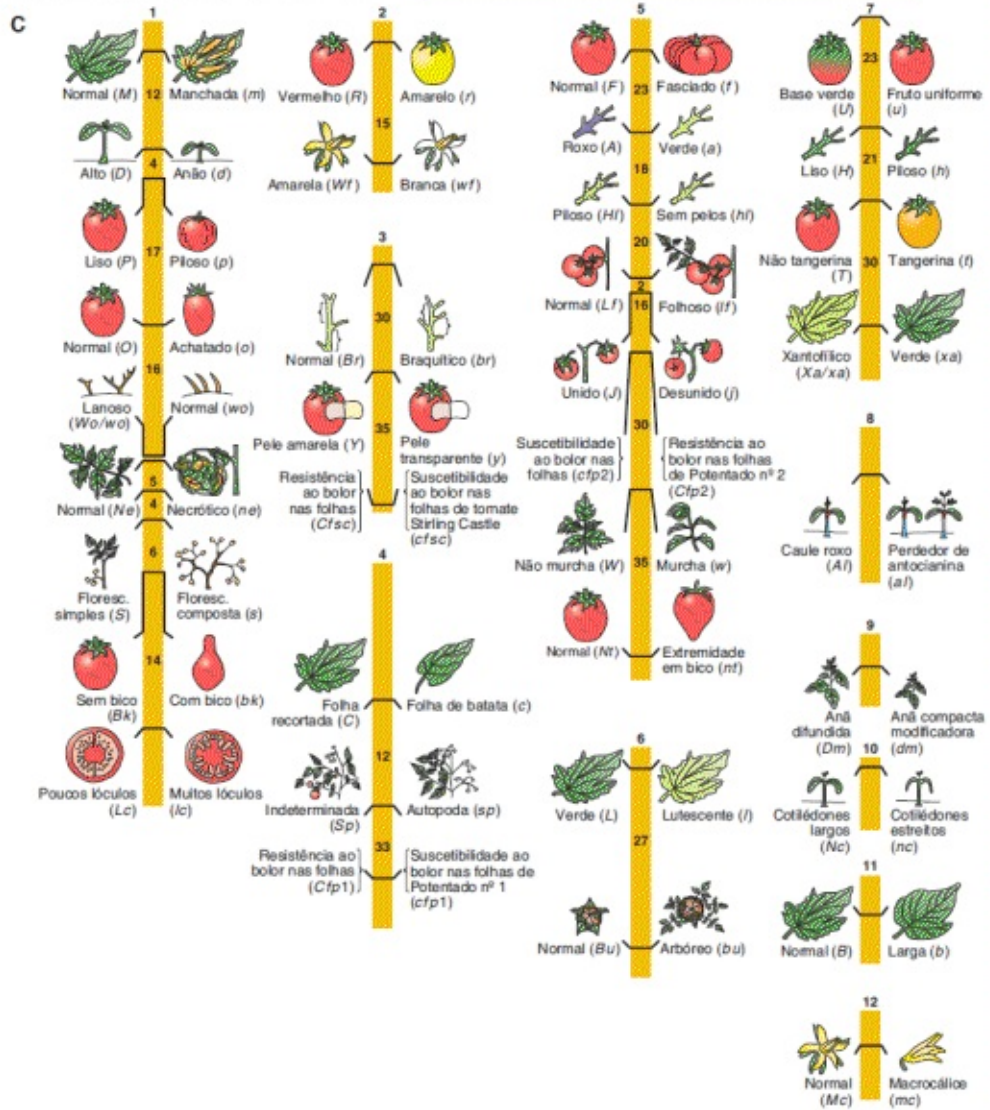 C
1
Normal (M)
12
Manchada (m)
Alto (D)
4
Anão (d)
Liso (P)
17
Piloso (p)
Normal (O)
Achatado (o)
16
Lanoso
(Wo/wo)
Normal (wo)
Normal (Ne)
5
Necrótico (ne)
4
6
Floresc.
simples (S)
Floresc.
composta (s)
14
Sem bico
(Bk)
Com bico (bk)
Poucos lóculos
(Lc)
Muitos lóculos
(lc)
2
Vermelho (R)
Amarelo (r)
15
Amarela (Wf)
Branca (wf)
3
30
Normal (Br)
Braquítico (br)
Pele amarela (Y)
35
Pele
transparente (y)
Resistência
ao bolor
nas folhas
(Cfsc)
Suscetibilidade
ao bolor nas
folhas de tomate
Stirling Castle
(cfsc)
4
Folha
recortada (C)
Folha de batata (c)
12
Indeterminada
(Sp)
Autopoda (sp)
33
Resistência ao
bolor nas folhas
(Cfp1)
Suscetibilidade ao
bolor nas folhas de
Potentado nº 1
(cfp1)
5
Normal (F)
Fasciado (f)
23
Roxo (A)
Verde (a)
18
Piloso (Hl)
Sem pelos (hl)
20
Normal (Lf)
2
Folhoso (lf)
16
Unido (J)
Desunido (j)
30
Suscetibilidade
ao bolor nas
folhas (cfp2)
Resistência ao
bolor nas folhas
de Potentado nº 2
(Cfp2)
Não murcha (W)
35
Murcha (w)
Normal (Nt)
Extremidade
em bico (nt)
6
Verde (L)
Lutescente (l)
27
Normal (Bu)
Arbóreo (bu)
7
23
Base verde
(U)
Fruto uniforme
(u)
Liso (H)
21
Piloso (h)
Não tangerina
(T)
Tangerina (t)
30
Xantofílico
(Xa/xa)
Verde (xa)
8
Caule roxo
(Al)
Perdedor de
antocianina
(al)
9
Anã
difundida
(Dm)
Anã compacta
modificadora
(dm)
10
Cotilédones
largos
(Nc)
Cotilédones
estreitos
(nc)
11
Normal (B)
Larga (b)
12
Normal
(Mc)
Macrocálice
(mc)